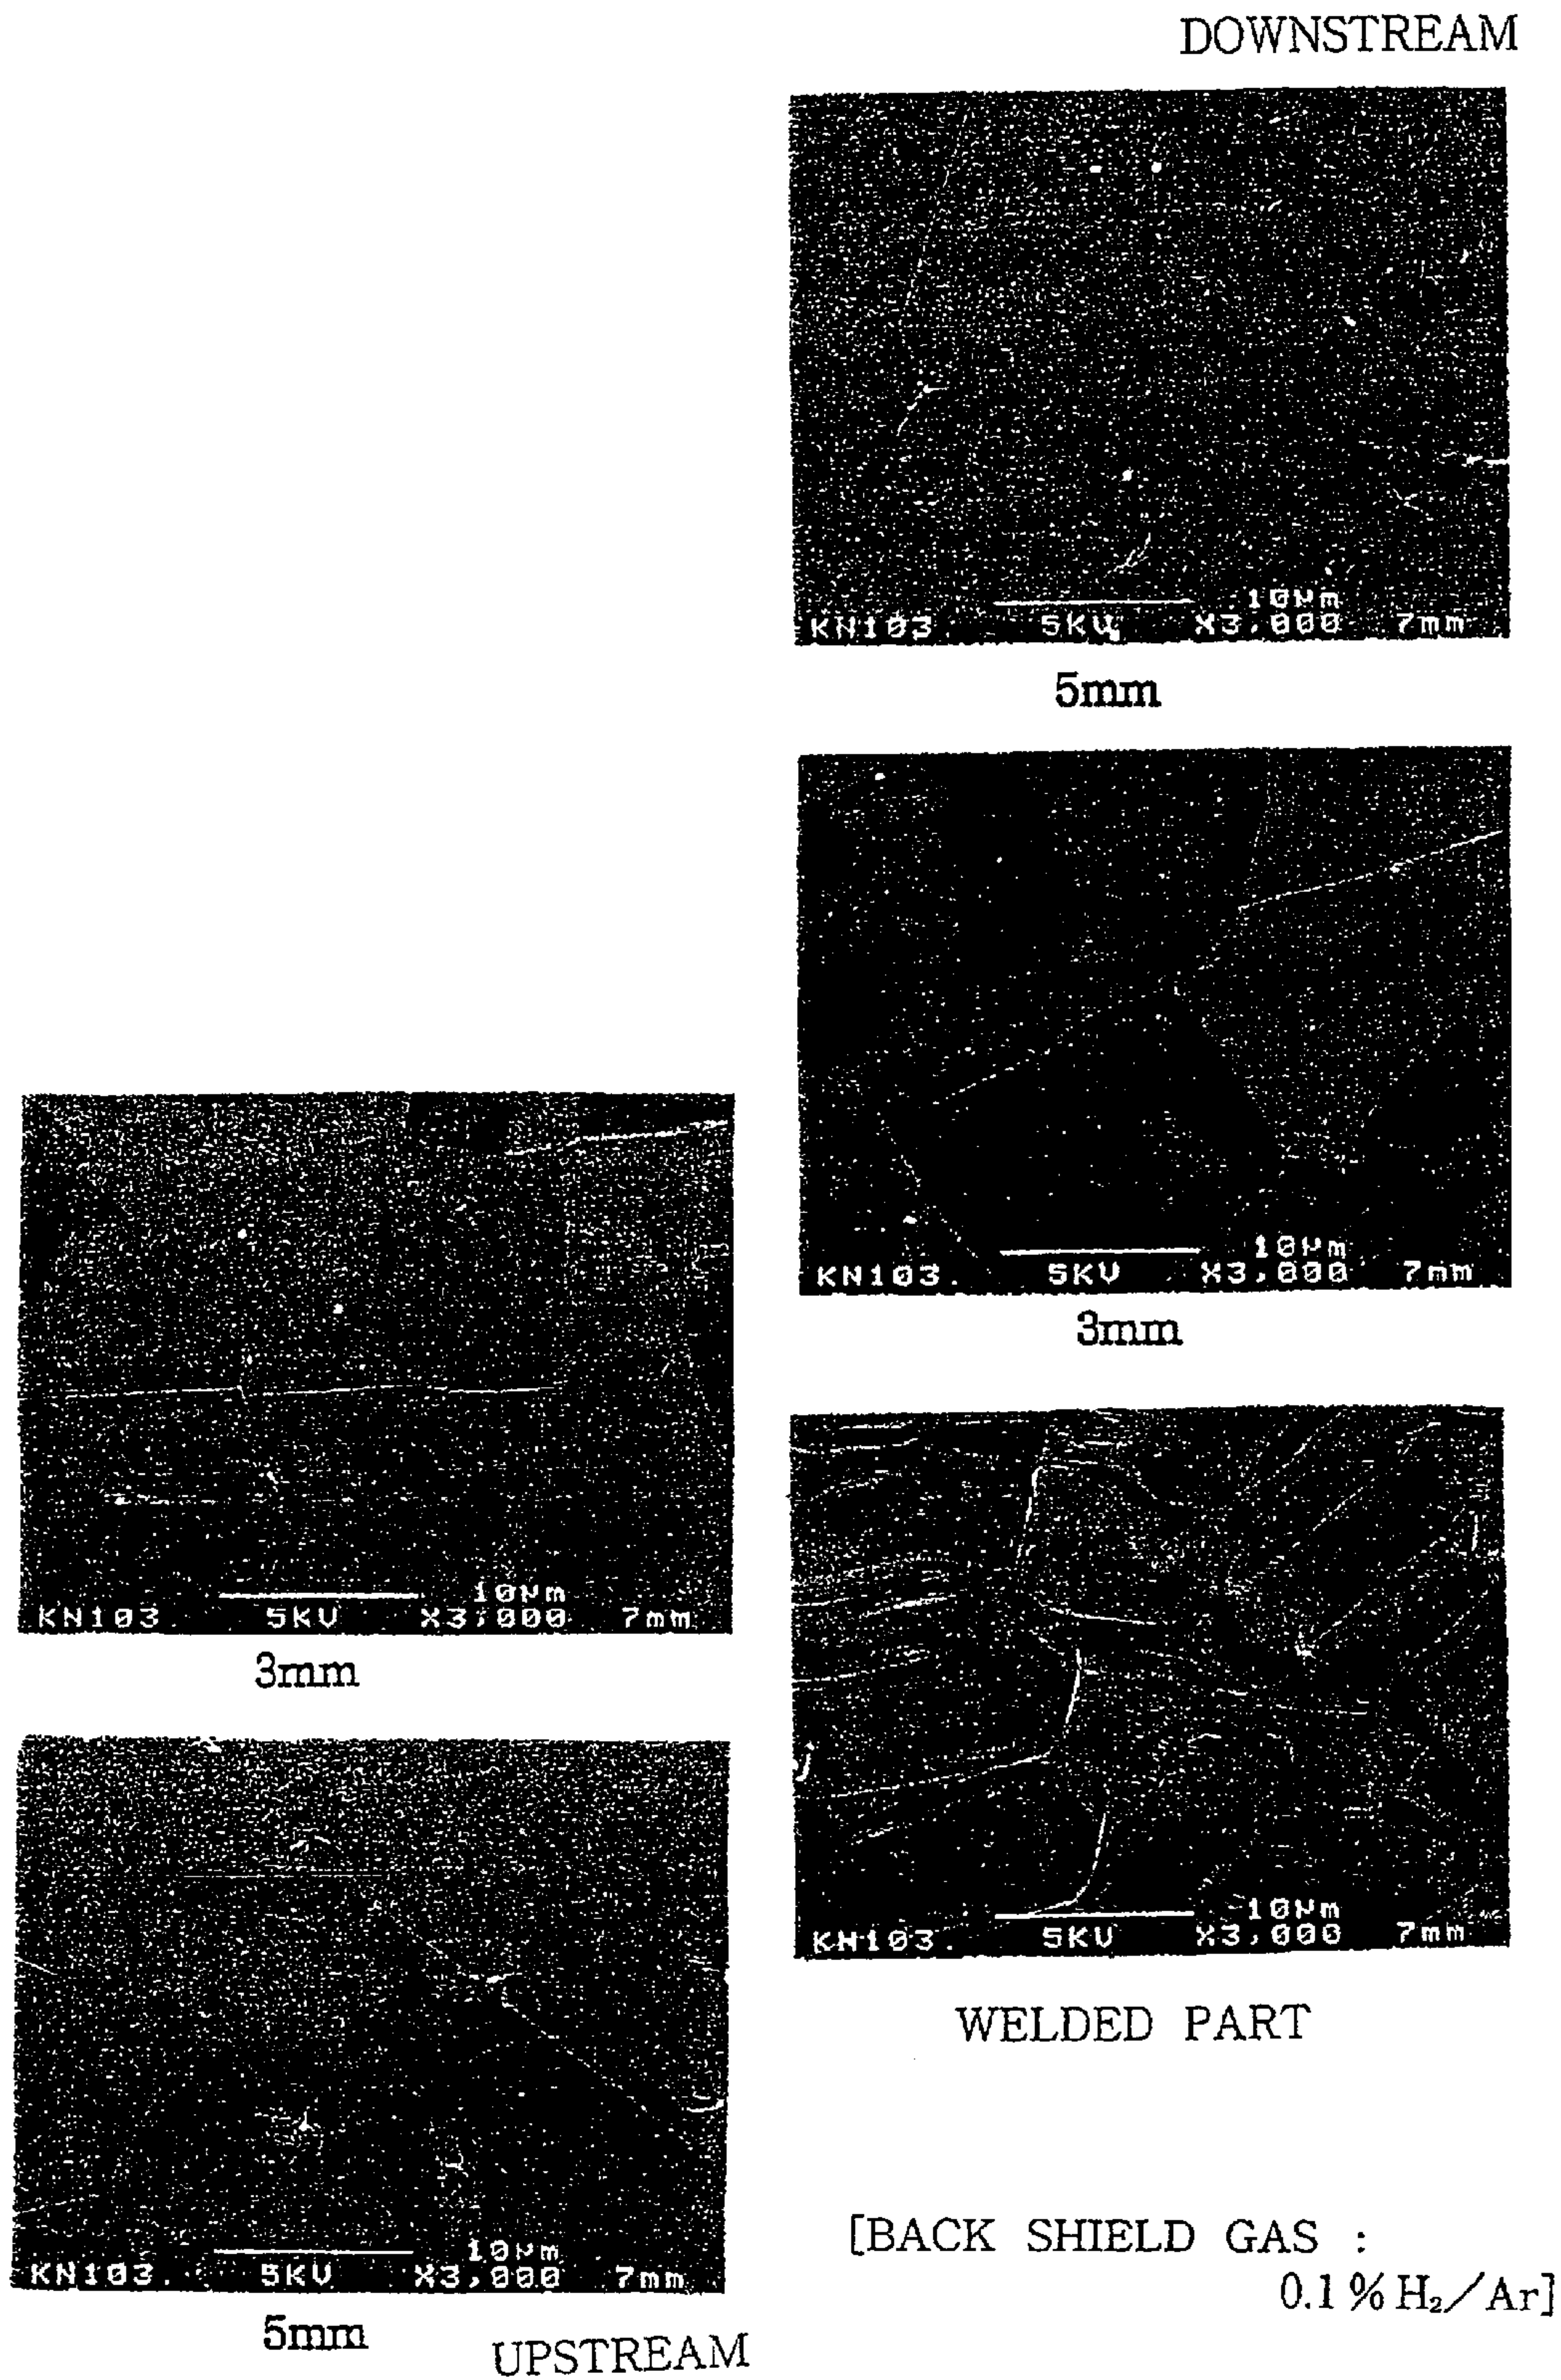 DOWNSTREAM
10μm
KN103. 5KV X3,000 7mm
5mm
10μm
KN103. 5KV X3,000 7mm
3mm
10μm
KN103. 5KV X3,000 7mm
3mm
10μm
KN103. 5KV X3,000 7mm
WELDED PART
10μm
KN103. 5KV X3,000 7mm
5mm
UPSTREAM
[BACK SHIELD GAS :
0.1%H₂/Ar]